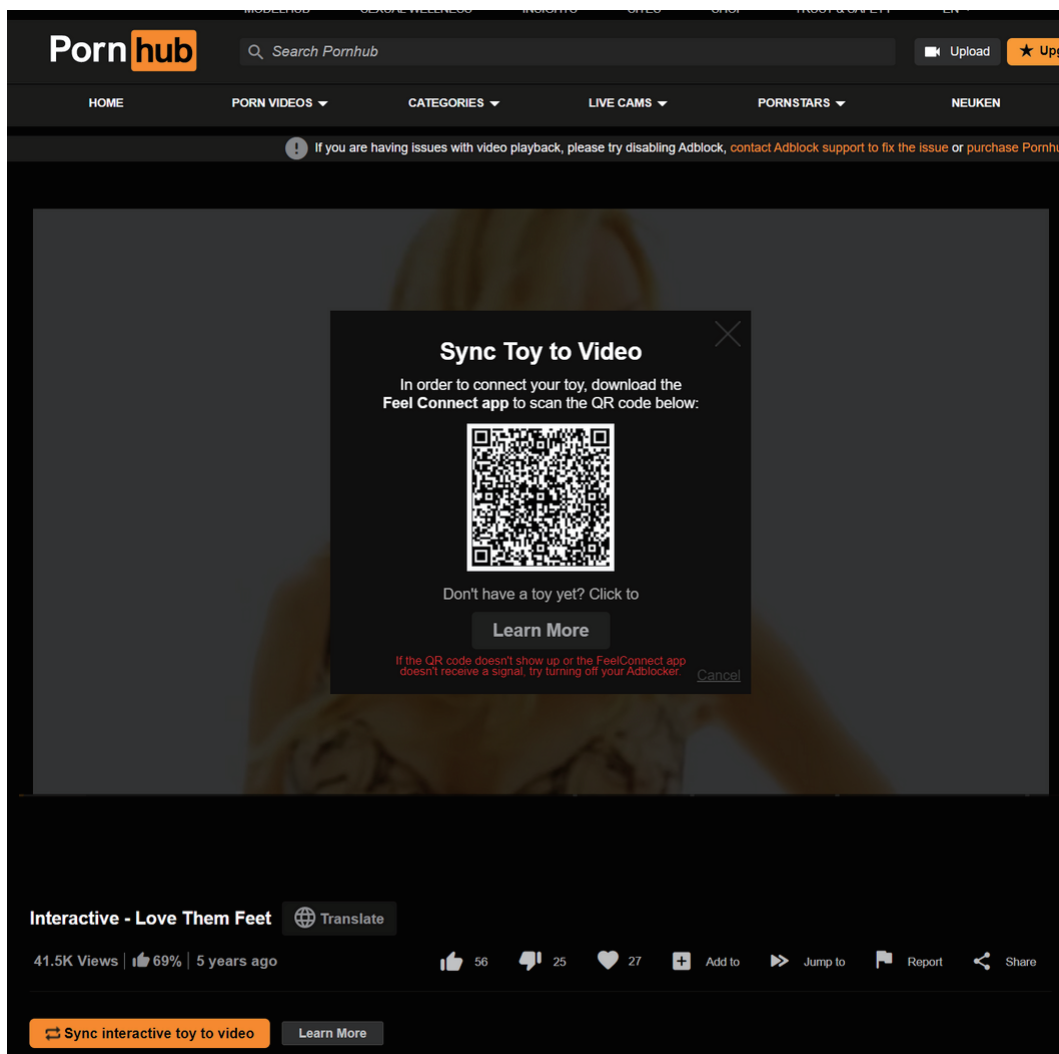 Pornhub
Search Pornhub
Upload
HOME
PORN VIDEOS
CATEGORIES
LIVE CAMS
PORNSTARS
NEUKEN
If you are having issues with video playback, please try disabling Adblock, contact Adblock support to fix the issue or purchase
Sync Toy to Video
In order to connect your toy, download the
Feel Connect app to scan the QR code below:
Don't have a toy yet? Click to
Learn More
If the QR code doesn't show up or the FeelConnect app
doesn't receive a signal, try turning off your Adblocker.
Cancel
Interactive - Love Them Feet
Translate
41.5K Views
69%
5 years ago
56
25
27
Add to
Jump to
Report
Share
Sync interactive toy to video
Learn More